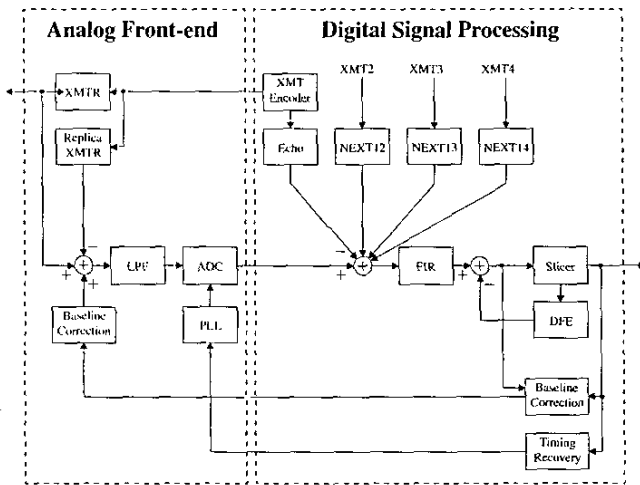 Analog Front-end
Digital Signal Processing
XMT2
XMT3
XMT4
XMTR
XMT
Encoder
Replica
XMTR
Echo
NEXT12
NEXT13
NEXT14
−
−
+
+
+
LPF
ADC
+
+
FIR
+
+
−
Slicer
Baseline
Correction
PLL
DFE
Baseline
Correction
Timing
Recovery